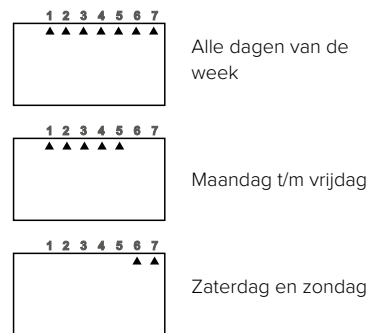 1 2 3 4 5 6 7
Alle dagen van de
week
1 2 3 4 5 6 7
Maandag t/m vrijdag
1 2 3 4 5 6 7
Zaterdag en zondag